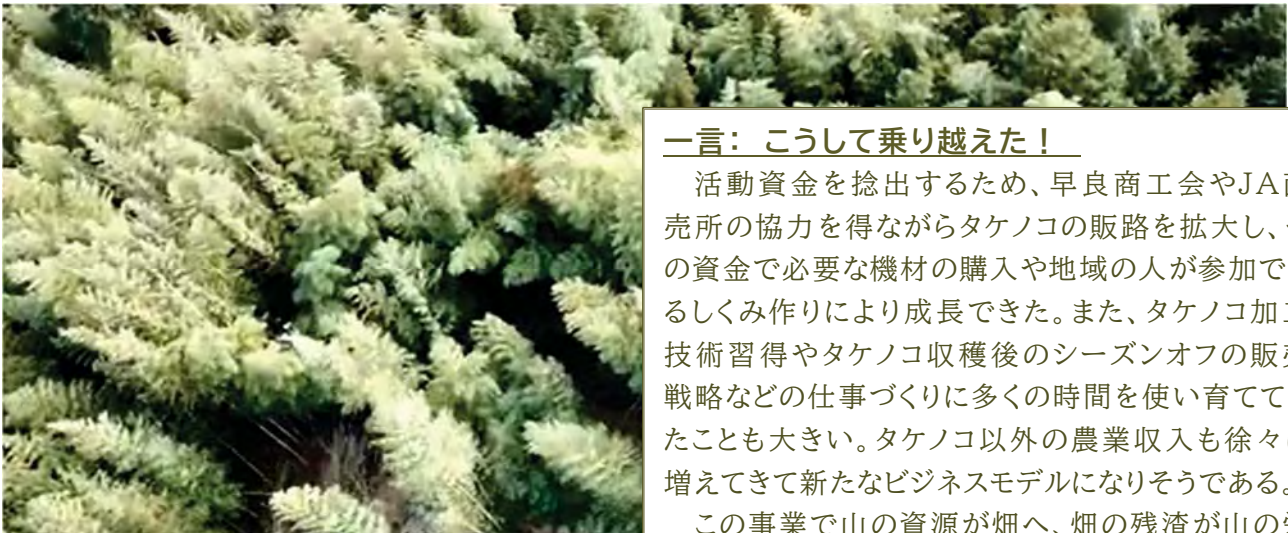 一言： こうして乗り越えた！
活動資金を捻出するため、早良商工会やJA
売所の協力を得ながらタケノコの販路を拡大し、
の資金で必要な機材の購入や地域の人が参加で
るしくみ作りにより成長できた。また、タケノコ加
技術習得やタケノコ収穫後のシーズンオフの販
戦略などの仕事づくりに多くの時間を使い育てて
たことも大きい。タケノコ以外の農業収入も徐々
増えてきて新たなビジネスモデルになりそうである。
この事業で山の資源が畑へ、畑の残渣が山の